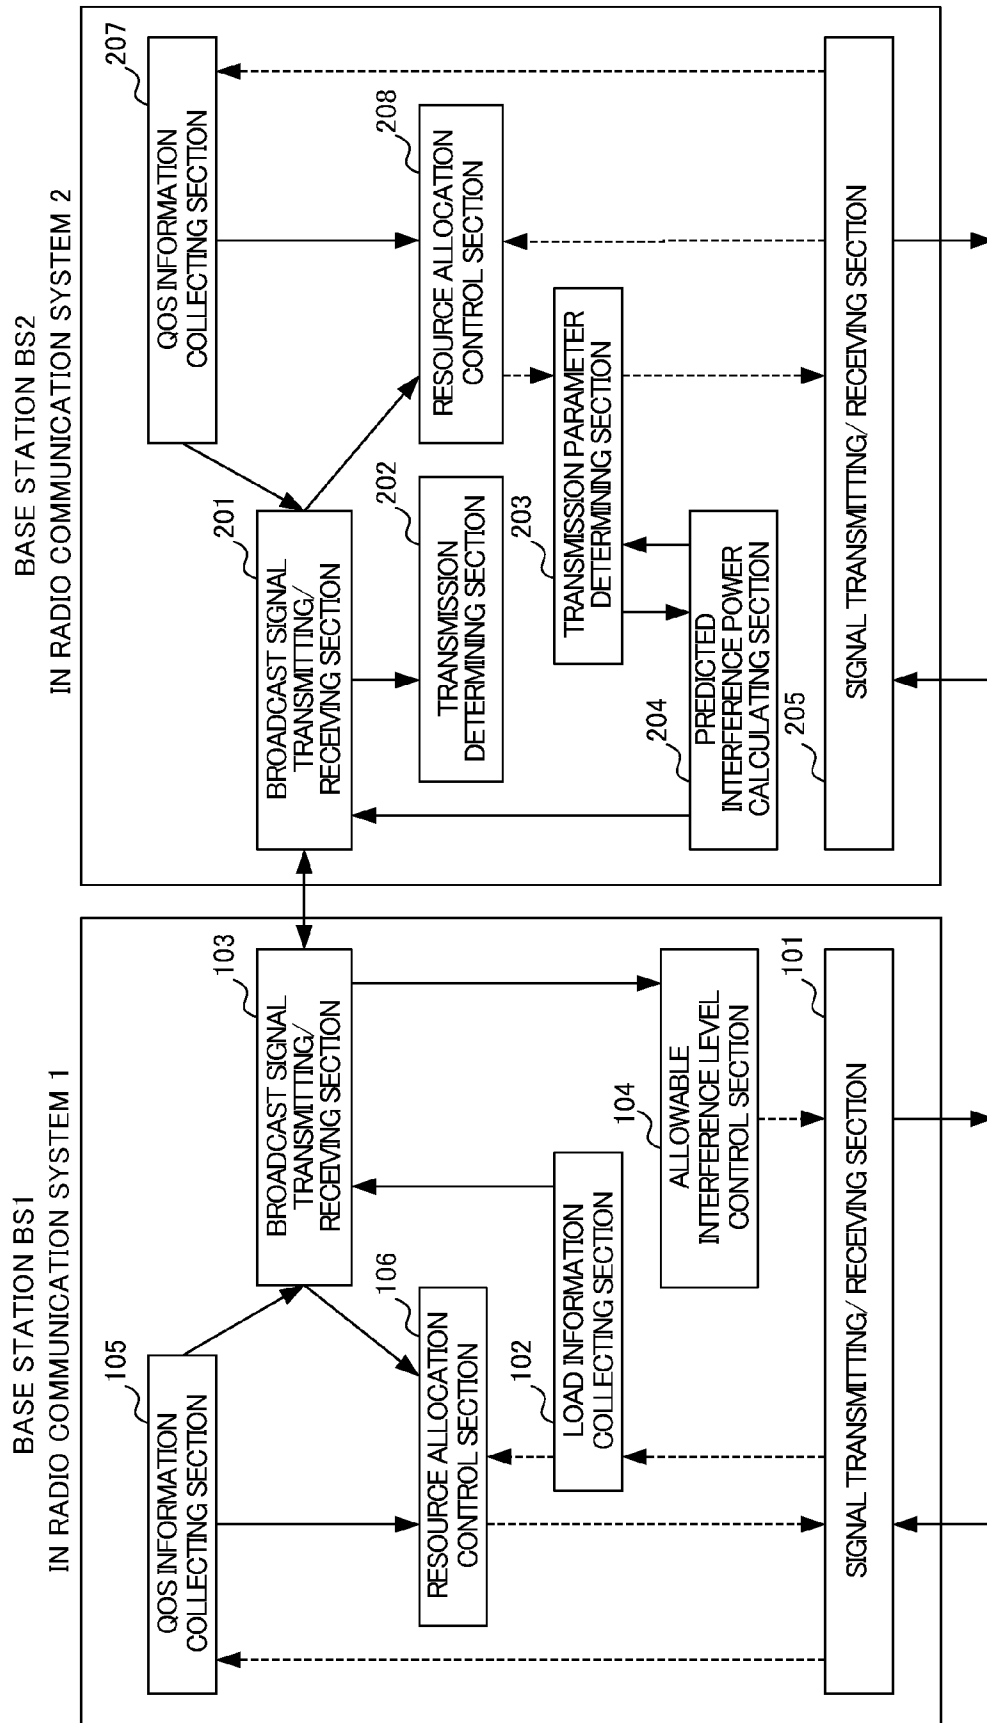 BASE STATION BS1
IN RADIO COMMUNICATION SYSTEM 1
105
QOS INFORMATION
COLLECTING SECTION
103
BROADCAST SIGNAL
TRANSMITTING/
RECEIVING SECTION
106
RESOURCE ALLOCATION
CONTROL SECTION
102
LOAD INFORMATION
COLLECTING SECTION
104
ALLOWABLE
INTERFERENCE LEVEL
CONTROL SECTION
101
SIGNAL TRANSMITTING/ RECEIVING SECTION
BASE STATION BS2
IN RADIO COMMUNICATION SYSTEM 2
207
QOS INFORMATION
COLLECTING SECTION
201
BROADCAST SIGNAL
TRANSMITTING/
RECEIVING SECTION
202
TRANSMISSION
DETERMINING SECTION
208
RESOURCE ALLOCATION
CONTROL SECTION
203
TRANSMISSION PARAMETER
DETERMINING SECTION
204
PREDICTED
INTERFERENCE POWER
CALCULATING SECTION
205
SIGNAL TRANSMITTING/ RECEIVING SECTION